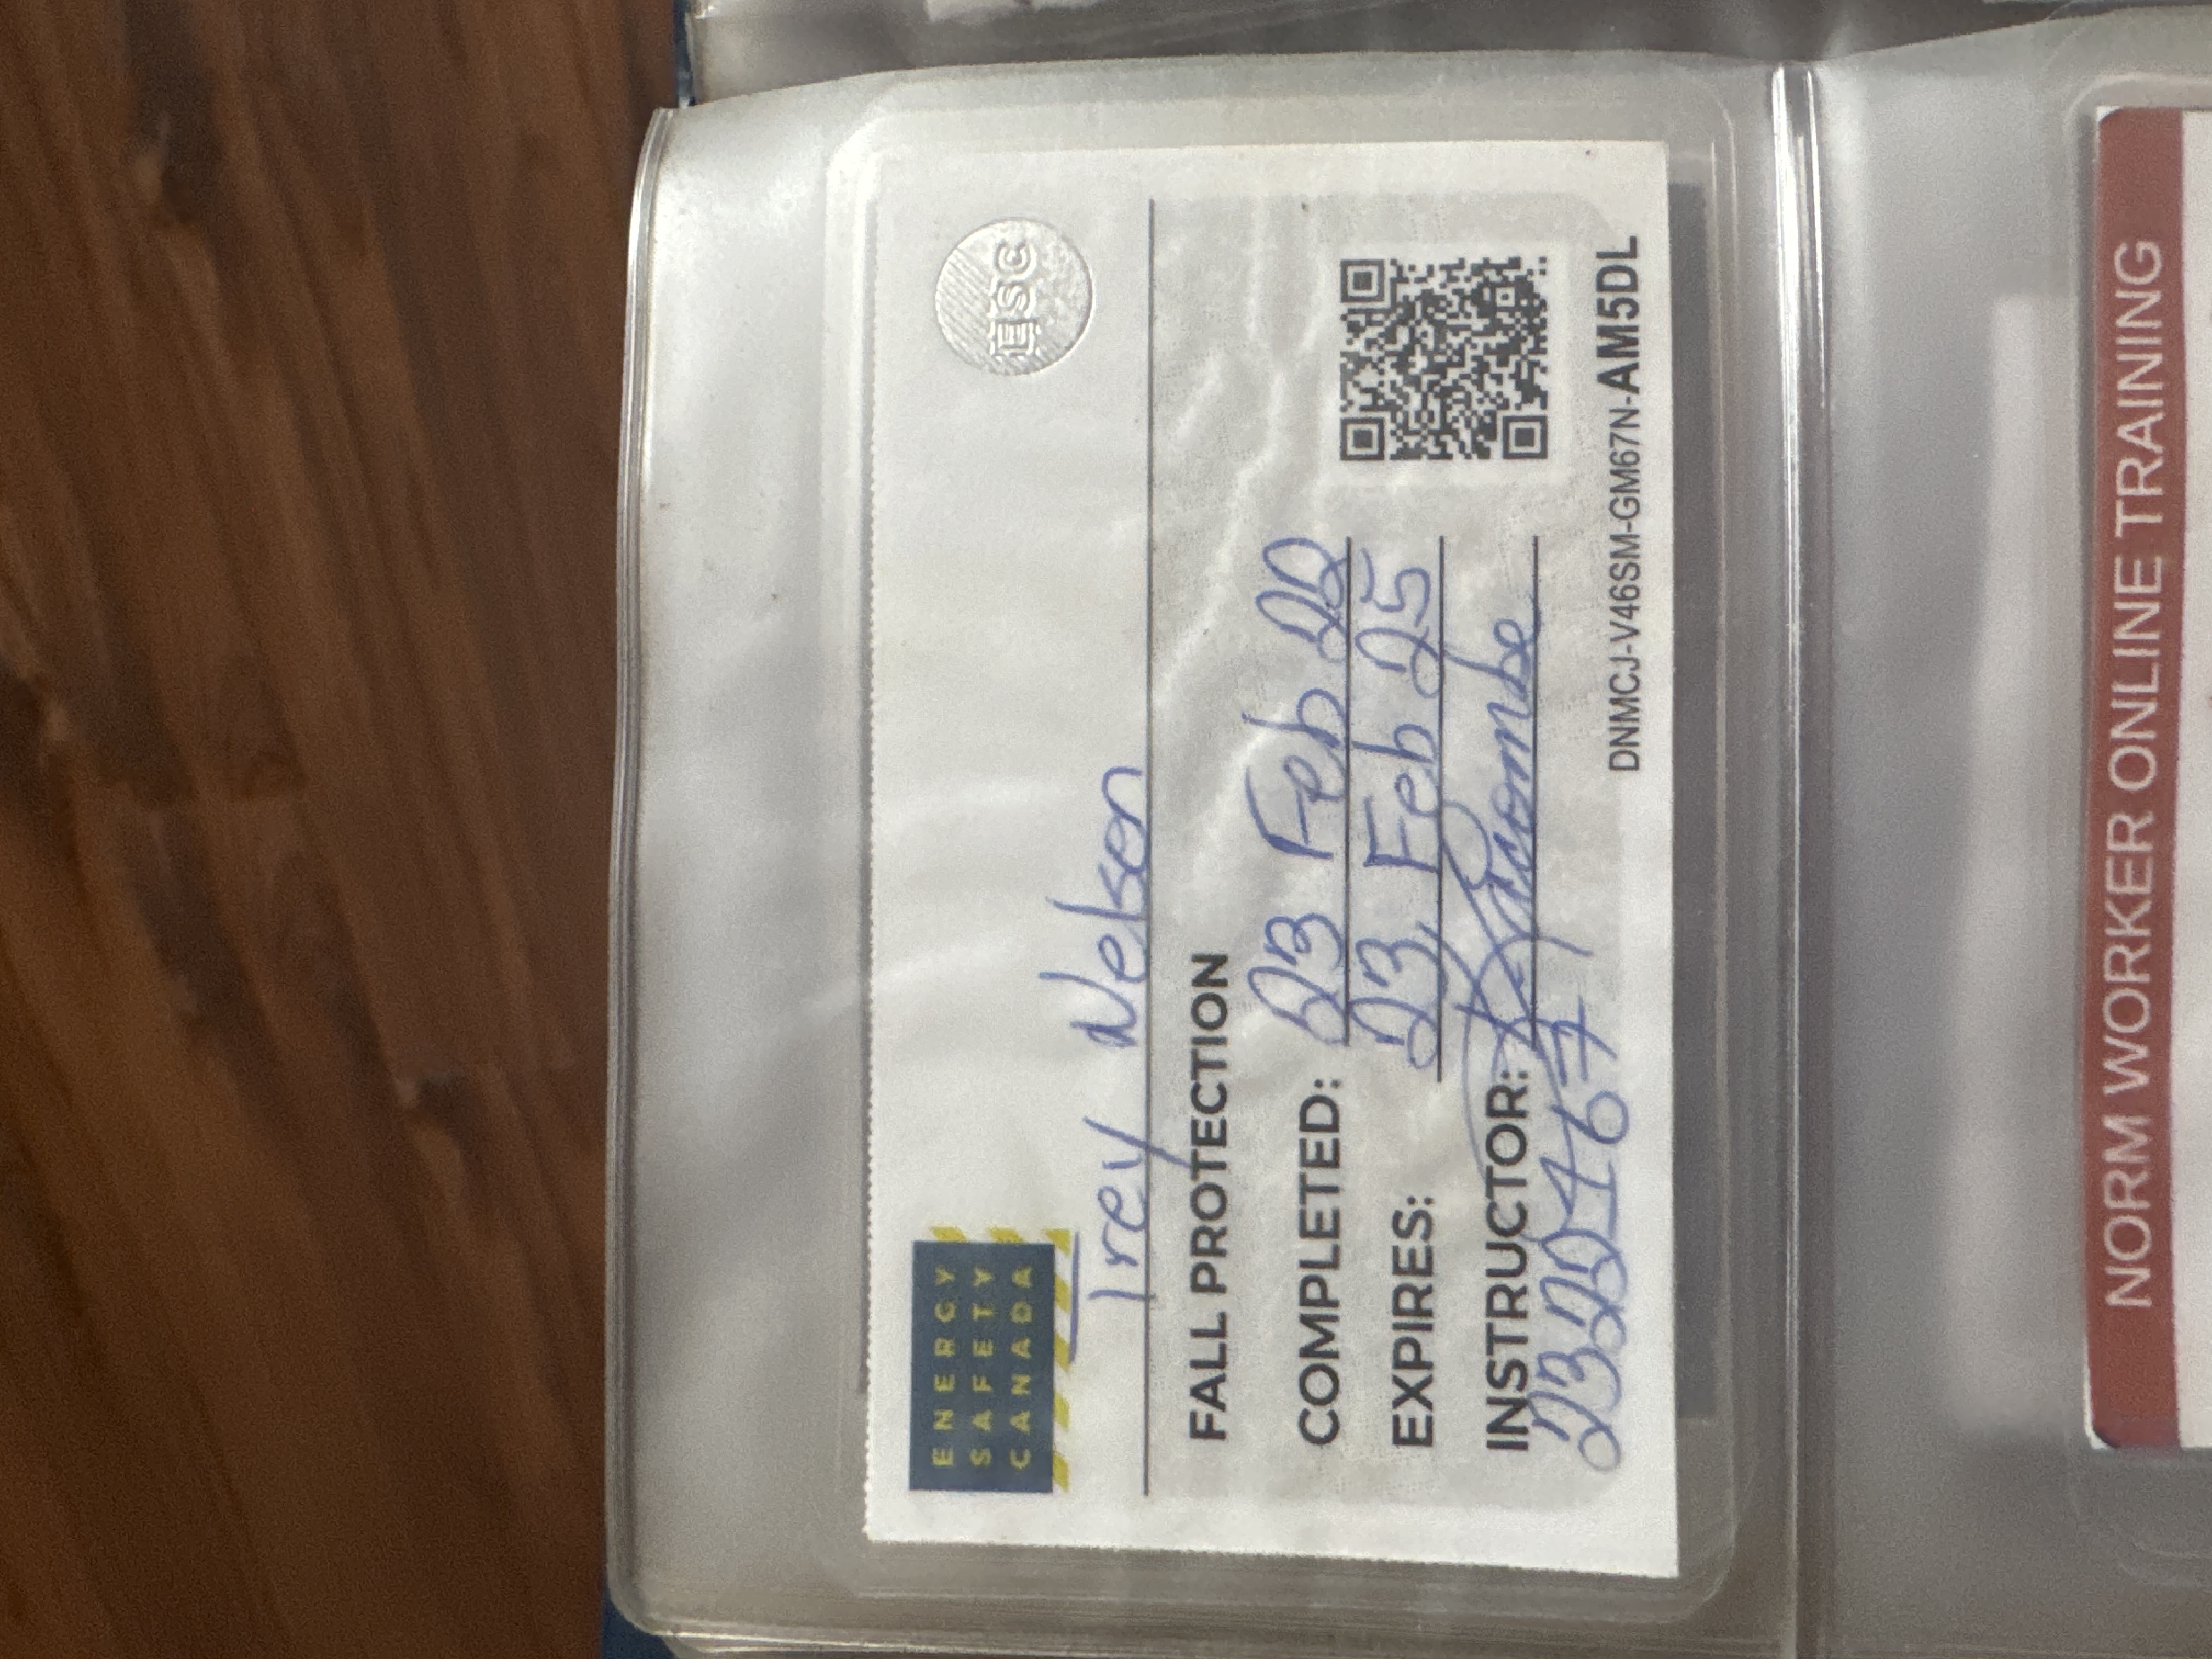 ENERGY
SAFETY
CANADA
ESC
Trey Nelson
FALL PROTECTION
COMPLETED: 23 Feb 22
EXPIRES: 23, Feb 25
INSTRUCTOR:
2320167
DNMCJ-V46SM-GM67N-AM5DL
NORM WORKER ONLINE TRAINING